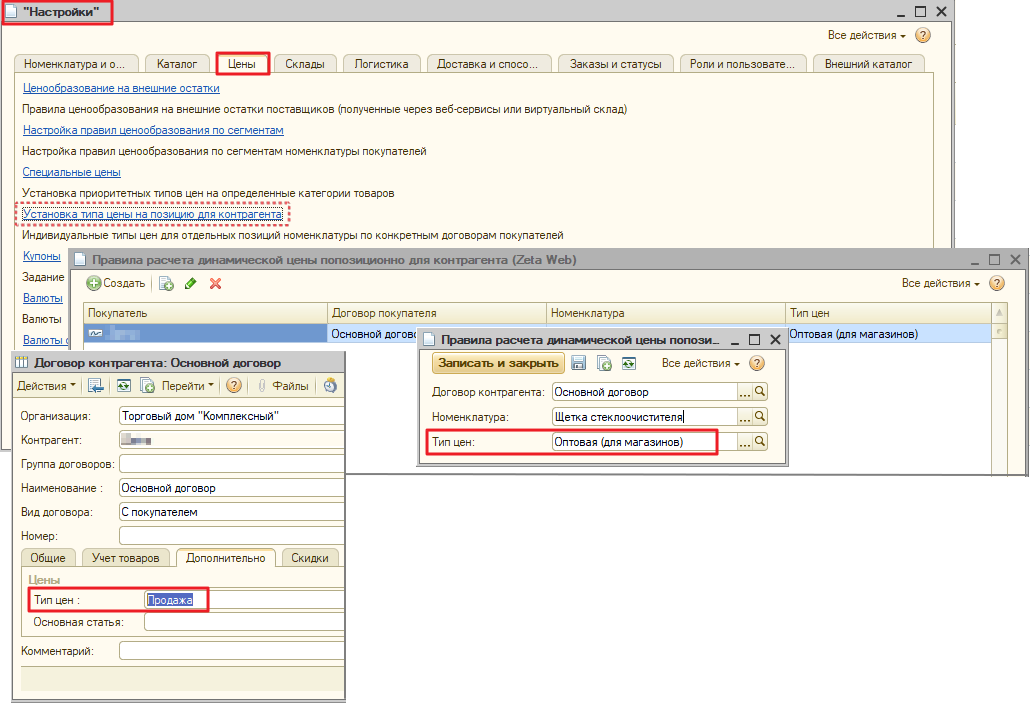 "Настройки"
Все действия
Номенклатура и о...
Каталог
Цены
Склады
Логистика
Доставка и спосо...
Заказы и статусы
Роли и пользовате...
Внешний каталог
Ценообразование на внешние остатки
Правила ценообразования на внешние остатки поставщиков (полученные через веб-сервисы или виртуальный склад)
Настройка правил ценообразования по сегментам
Настройка правил ценообразования по сегментам номенклатуры покупателей
Специальные цены
Установка приоритетных типов цен на определенные категории товаров
Установка типа цены на позицию для контрагента
Индивидуальные типы цен для отдельных позиций номенклатуры по конкретным договорам покупателей
Купоны
Задание
Валюты
Валюты
Валюты
Правила расчета динамической цены попозиционно для контрагента (Zeta Web)
Создать
Все действия
Покупатель
Договор покупателя
Номенклатура
Тип цен
Основной догово
Оптовая (для магазинов)
Правила расчета динамической цены попози...
Записать и закрыть
Все действия
Договор контрагента:
Основной договор
Номенклатура:
Щетка стеклоочистителя
Тип цен:
Оптовая (для магазинов)
Договор контрагента: Основной договор
Действия
Перейти
Файлы
Организация:
Торговый дом "Комплексный"
Контрагент:
Группа договоров:
Наименование :
Основной договор
Вид договора:
С покупателем
Номер:
Общие
Учет товаров
Дополнительно
Скидки
Цены
Тип цен :
Продажа
Основная статья:
Комментарий: